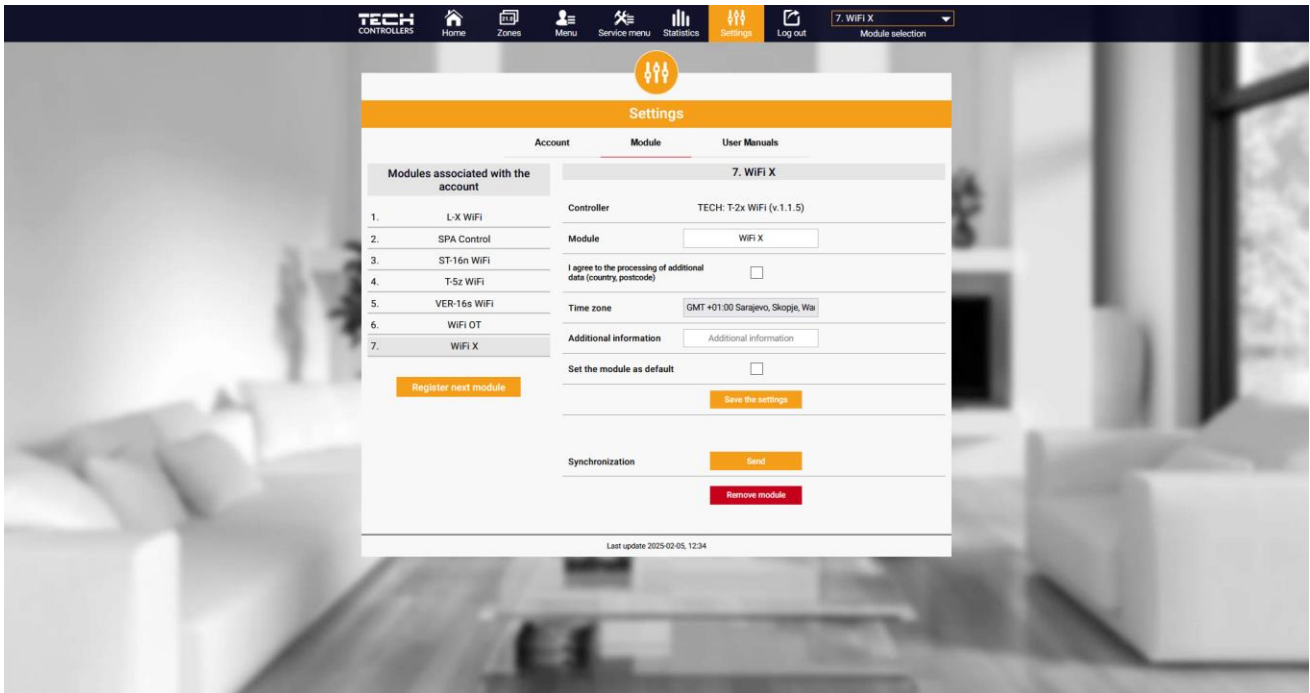 TECH
CONTROLLERS
Home
21.0
Zones
Menu
Service menu
Statistics
Settings
Log out
7. WiFi X
Module selection
Settings
Account
Module
User Manuals
Modules associated with the
account
1. L-X WiFi
2. SPA Control
3. ST-16n WiFi
4. T-5z WiFi
5. VER-16s WiFi
6. WiFi OT
7. WiFi X
Register next module
7. WiFi X
Controller TECH: T-2x WiFi (v.1.1.5)
Module WiFi X
I agree to the processing of additional
data (country, postcode)
Time zone GMT +01:00 Sarajevo, Skopje, War
Additional information Additional information
Set the module as default
Save the settings
Synchronization Send
Remove module
Last update 2025-02-05, 12:34